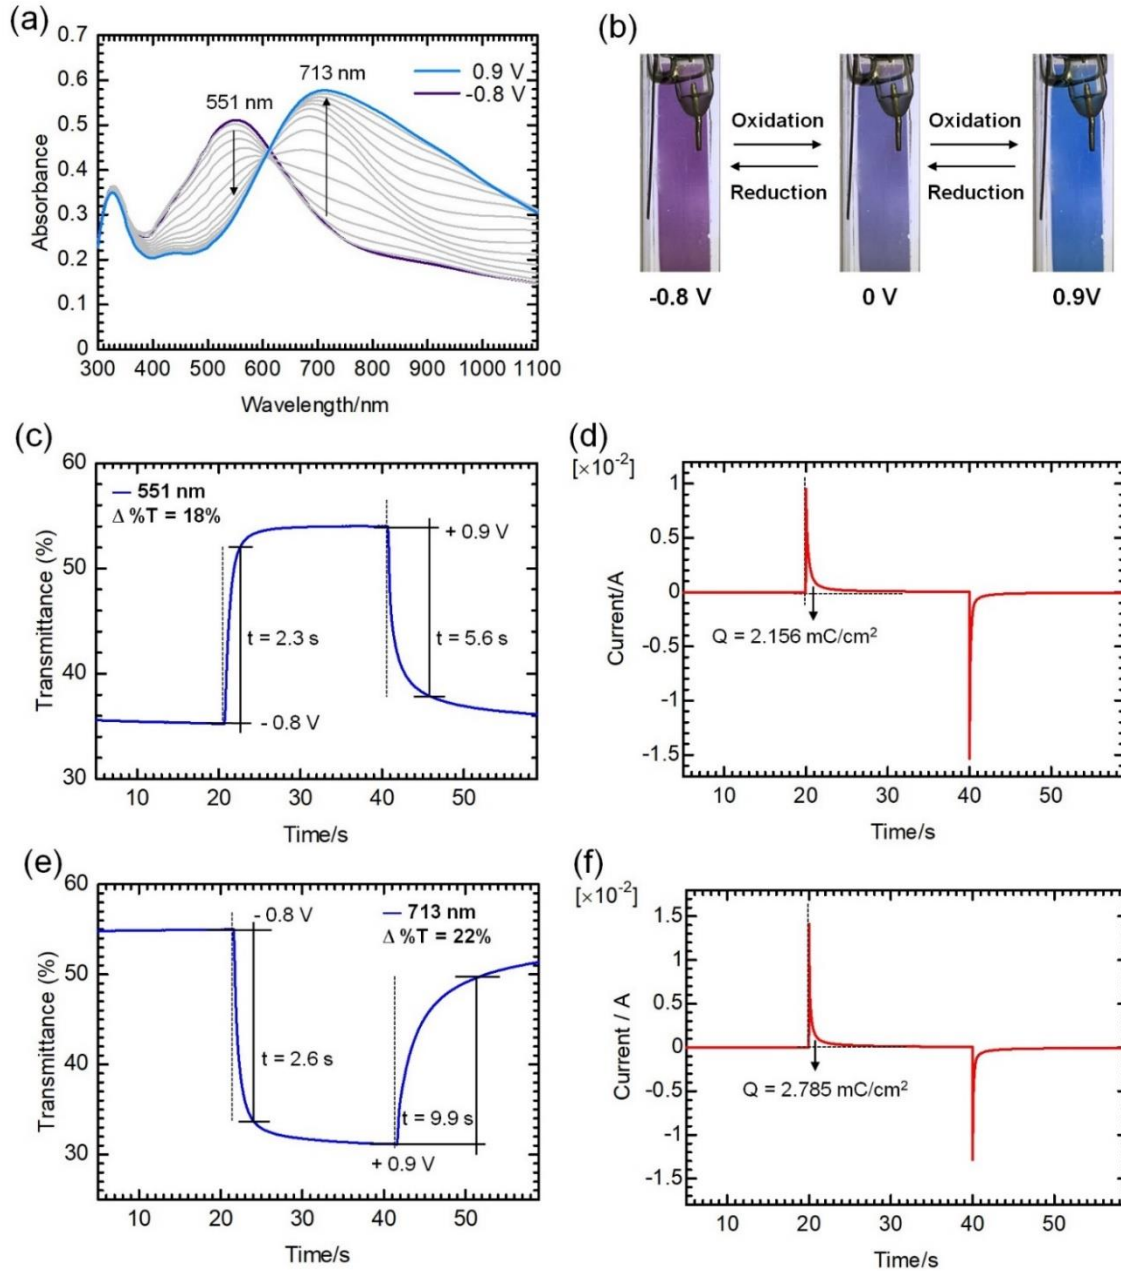 (a)
0.7
0.6
0.5
0.4
0.3
0.2
0.1
0
Absorbance
713 nm
551 nm
0.9 V
-0.8 V
300 400 500 600 700 800 900 1000 1100
Wavelength/nm
(b)
Oxidation
Reduction
Oxidation
Reduction
-0.8 V
0 V
0.9V
(c)
60
50
40
30
Transmittance (%)
551 nm
Δ %T = 18%
+ 0.9 V
t = 2.3 s
t = 5.6 s
- 0.8 V
10 20 30 40 50
Time/s
(d)
[×10-2]
1
0.5
0
-0.5
-1
-1.5
Current/A
Q = 2.156 mC/cm2
10 20 30 40 50
Time/s
(e)
60
50
40
30
Transmittance (%)
- 0.8 V
713 nm
Δ %T = 22%
t = 2.6 s
t = 9.9 s
+ 0.9 V
10 20 30 40 50
Time/s
(f)
[×10-2]
1.5
1
0.5
0
-0.5
-1
-1.5
Current / A
Q = 2.785 mC/cm2
10 20 30 40 50
Time/s